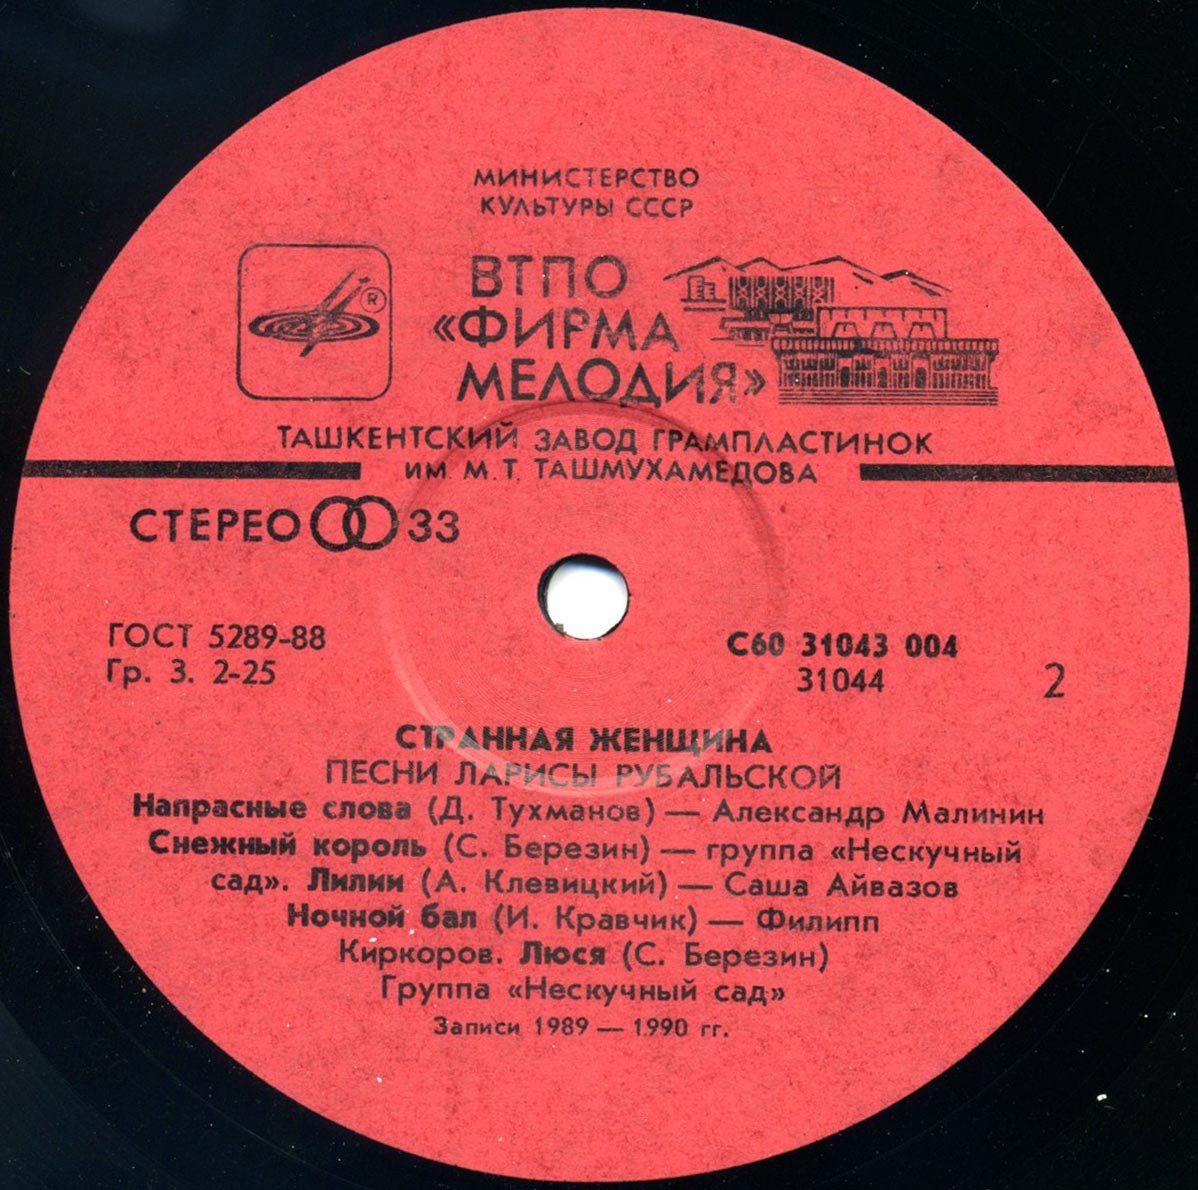 МИНИСТЕРСТВО
КУЛЬТУРЫ СССР
ВТПО
«ФИРМА
МЕЛОДИЯ»
®
ТАШКЕНТСКИЙ ЗАВОД ГРАМПЛАСТИНОК
ИМ. М. Т. ТАШМУХАМЕДОВА
СТЕРЕО 33
ГОСТ 5289-88
Гр. 3. 2-25
С60 31043 004
31044
2
СТРАННАЯ ЖЕНЩИНА
ПЕСНИ ЛАРИСЫ РУБАЛЬСКОЙ
Напрасные слова (Д. Тухманов) — Александр Малинин
Снежный король (С. Березин) — группа «Нескучный
сад». Лилии (А. Клевицкий) — Саша Айвазов
Ночной бал (И. Кравчик) — Филипп
Киркоров. Люся (С. Березин)
Группа «Нескучный сад»
Записи 1989 — 1990 гг.